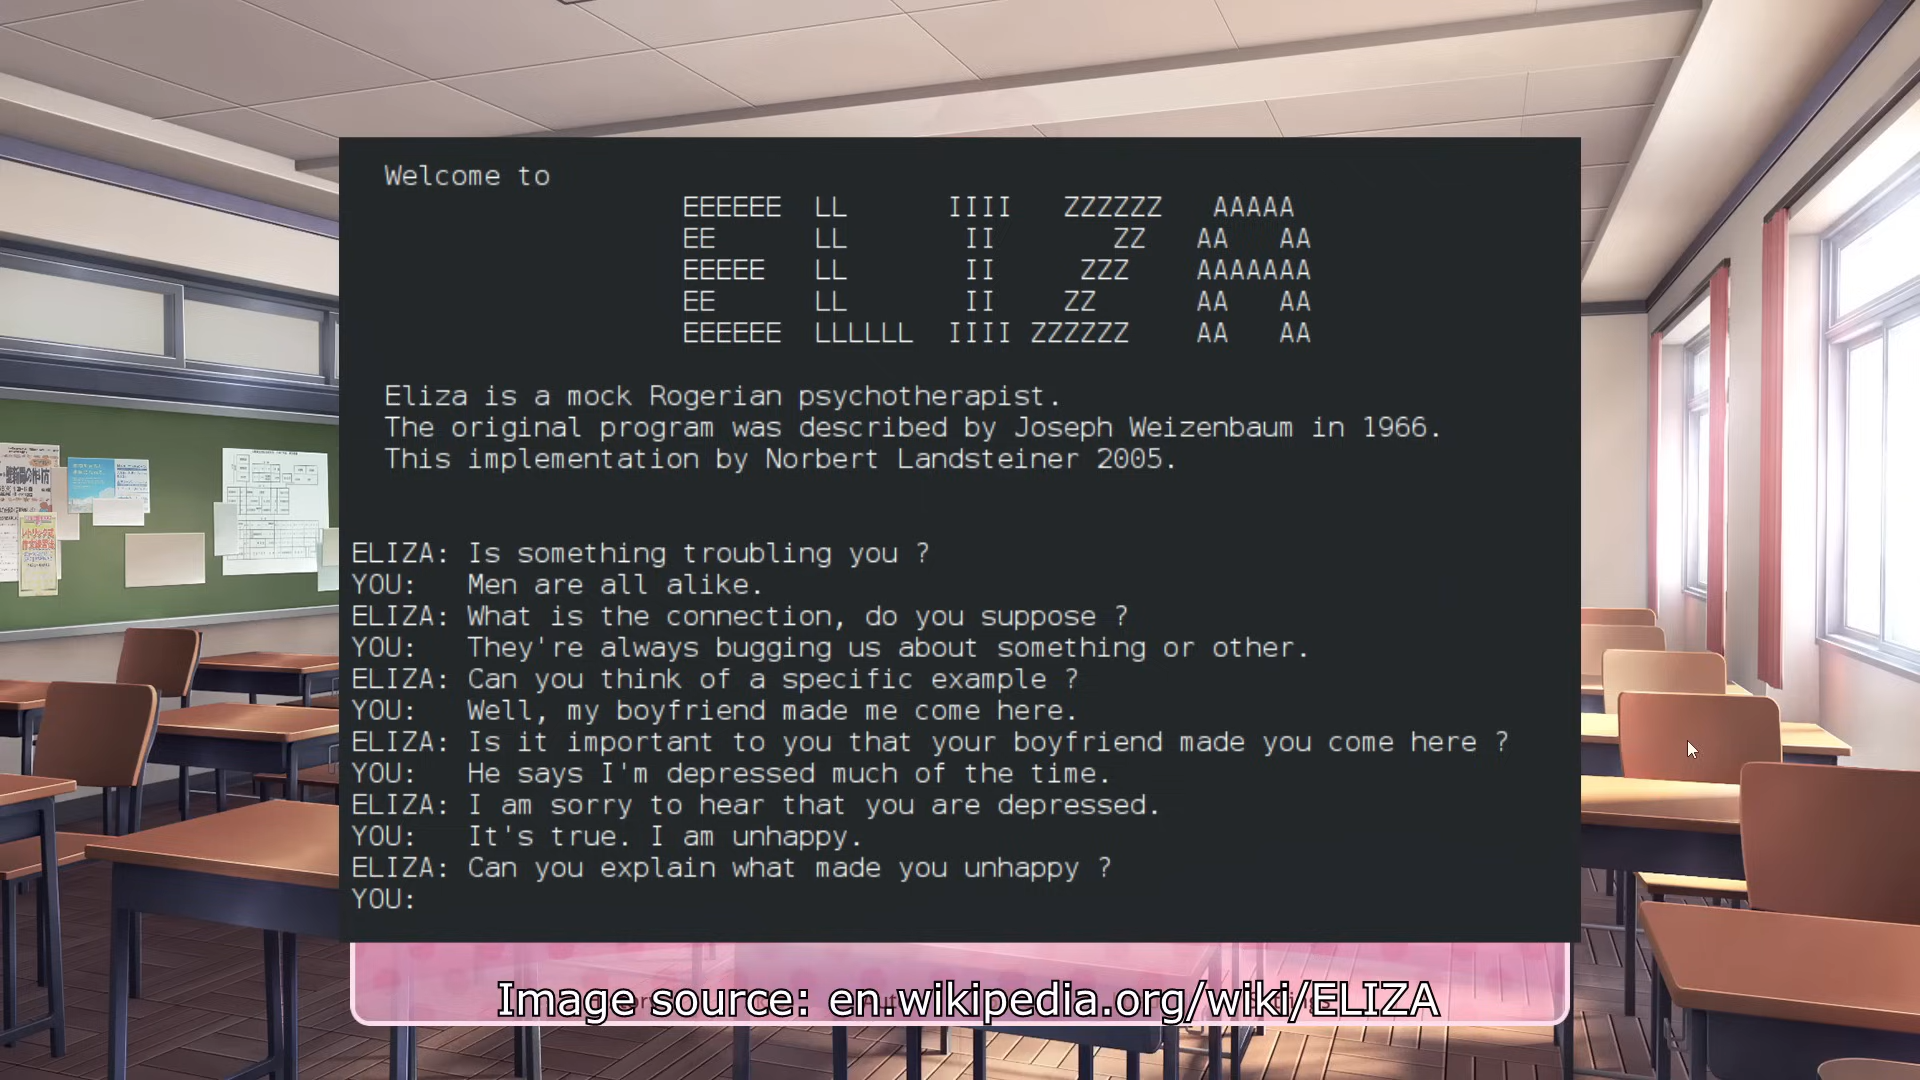 Welcome to
EEEEEE LL IIII ZZZZZZ AAAAA
EE LL II ZZ AA AA
EEEEE LL II ZZZ AAAAAAA
EE LL II ZZ AA AA
EEEEEE LLLLLL IIII ZZZZZZ AA AA
Eliza is a mock Rogerian psychotherapist.
The original program was described by Joseph Weizenbaum in 1966.
This implementation by Norbert Landsteiner 2005.
ELIZA: Is something troubling you ?
YOU: Men are all alike.
ELIZA: What is the connection, do you suppose ?
YOU: They're always bugging us about something or other.
ELIZA: Can you think of a specific example ?
YOU: Well, my boyfriend made me come here.
ELIZA: Is it important to you that your boyfriend made you come here ?
YOU: He says I'm depressed much of the time.
ELIZA: I am sorry to hear that you are depressed.
YOU: It's true. I am unhappy.
ELIZA: Can you explain what made you unhappy ?
YOU:
Image source: en.wikipedia.org/wiki/ELIZA